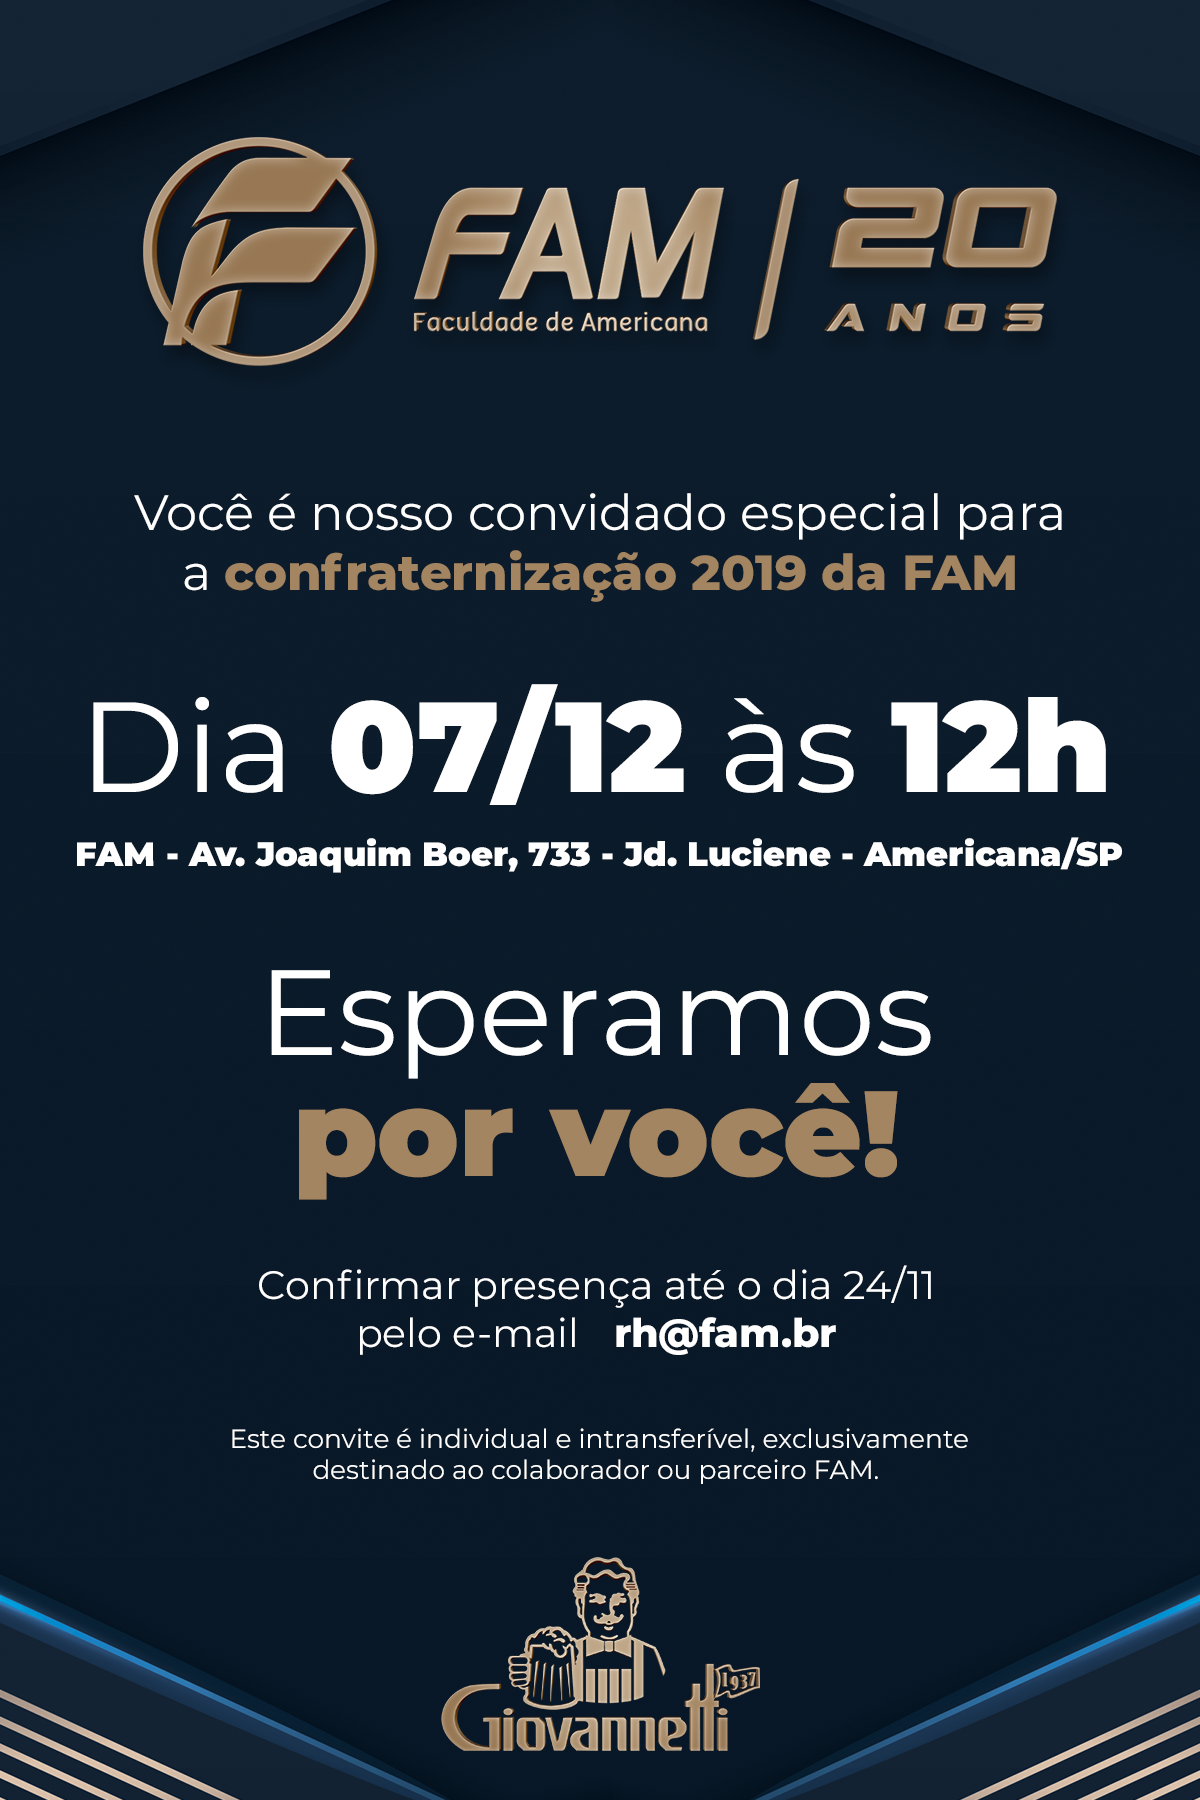 FAM
Faculdade de Americana
20
ANOS
Você é nosso convidado especial para
a confraternização 2019 da FAM
Dia 07/12 às 12h
FAM - Av. Joaquim Boer, 733 - Jd. Luciene - Americana/SP
Esperamos
por você!
Confirmar presença até o dia 24/11
pelo e-mail rh@fam.br
Este convite é individual e intransferível, exclusivamente
destinado ao colaborador ou parceiro FAM.
1937
Giovannetti